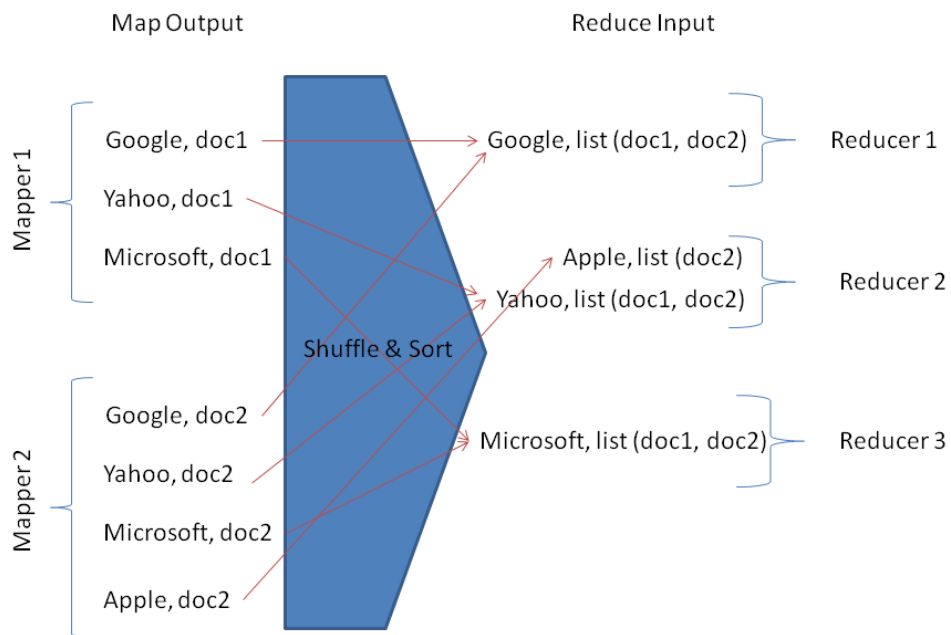 Map Output
Reduce Input
Mapper 1
Google, doc1
Yahoo, doc1
Microsoft, doc1
Mapper 2
Google, doc2
Yahoo, doc2
Microsoft, doc2
Apple, doc2
Shuffle & Sort
Google, list (doc1, doc2)
Reducer 1
Apple, list (doc2)
Yahoo, list (doc1, doc2)
Reducer 2
Microsoft, list (doc1, doc2)
Reducer 3